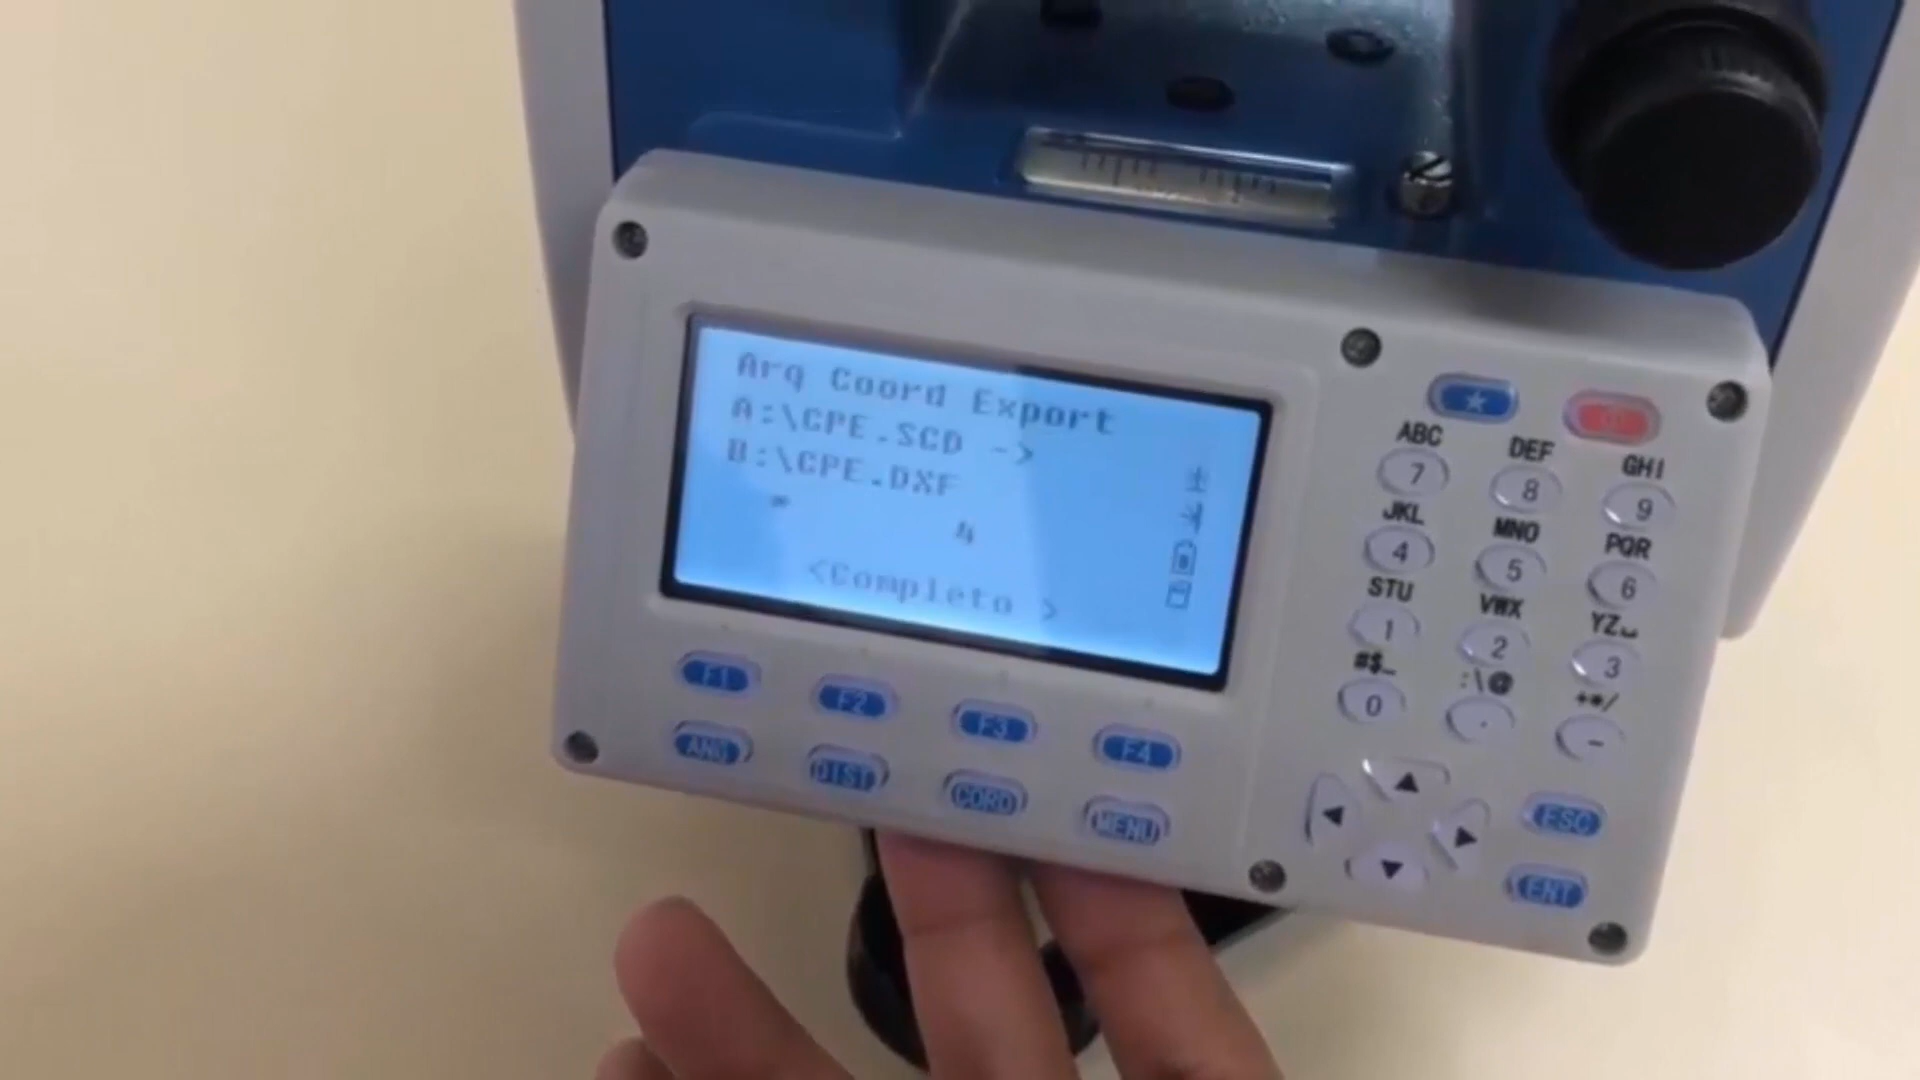 Arq Coord Export
A:\CPE.SCD ->
B:\CPE.DXF
*
4
<Completo >
F1 F2 F3 F4
ANG DIST CORD MENU
★
ABC DEF GHI
7 8 9
JKL MNO PQR
4 5 6
STU VWX YZ␣
1 2 3
#$_ :\@ +*/
0 . -
◀ ▲ ▶ ▼
ESC
ENT